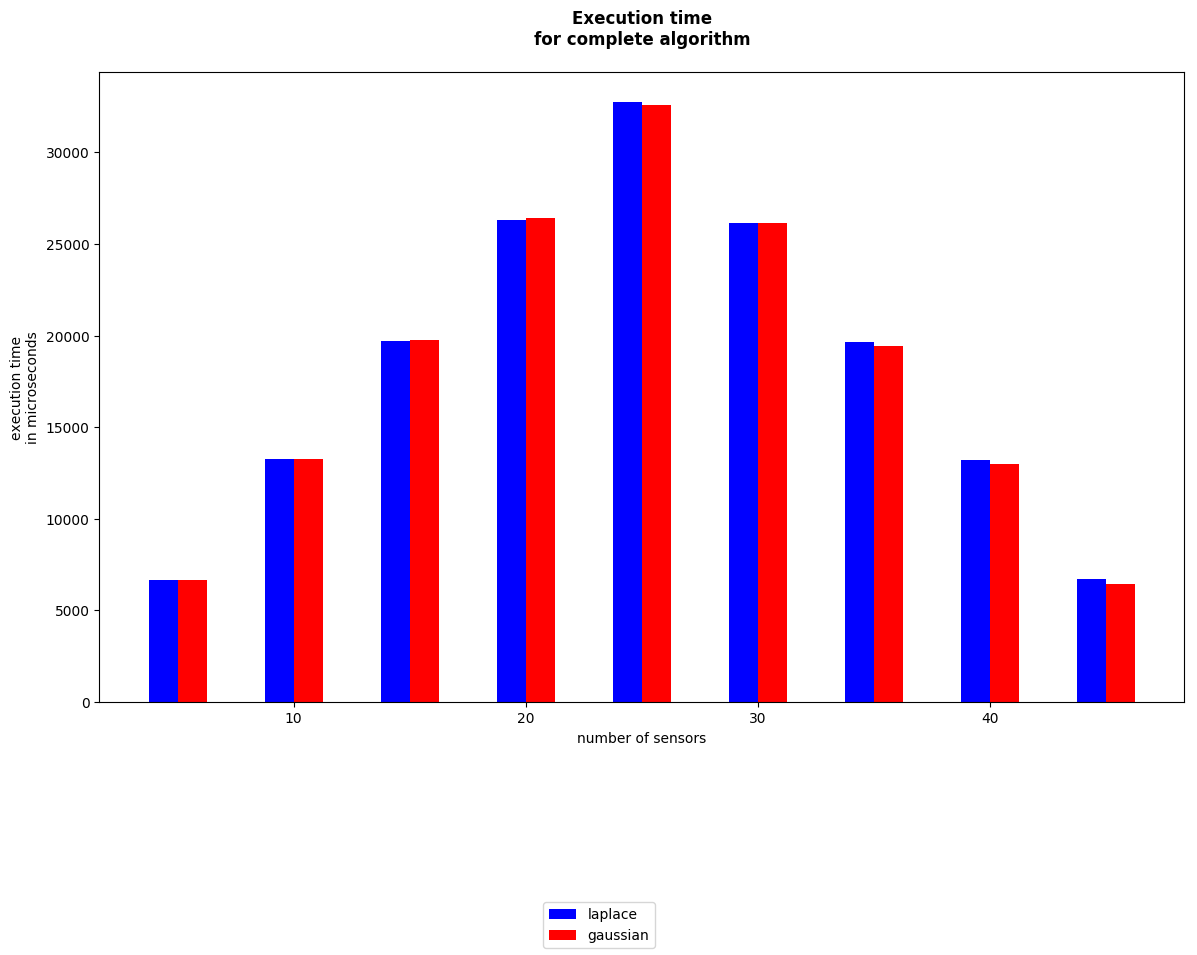 Execution time
for complete algorithm
execution time
in microseconds
30000
25000
20000
15000
10000
5000
0
10
20
30
40
number of sensors
laplace
gaussian